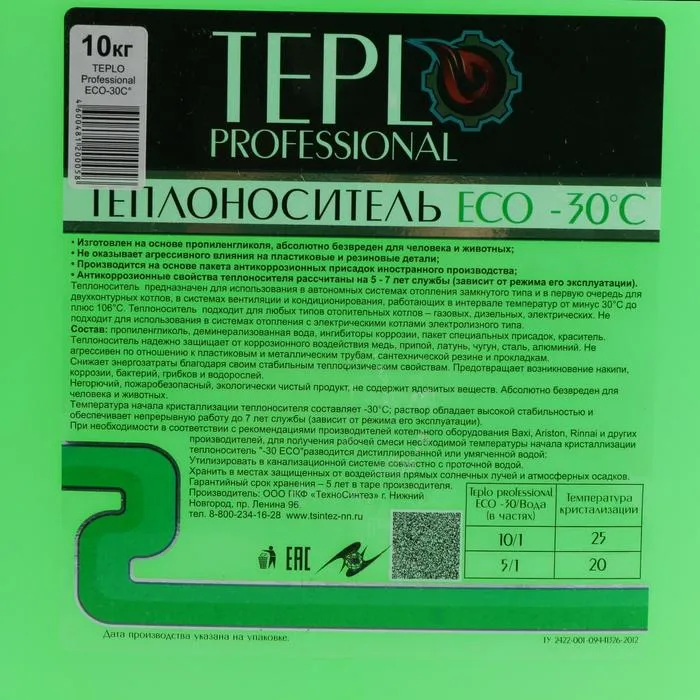 10кг
TEPLO
Professional
ECO-30C°
4600481200058
TEPLO
PROFESSIONAL
ТЕПЛОНОСИТЕЛЬ ECO -30°C
• Изготовлен на основе пропиленгликоля, абсолютно безвреден для человека и животных;
• Не оказывает агрессивного влияния на пластиковые и резиновые детали;
• Производится на основе пакета антикоррозионных присадок иностранного производства;
• Антикоррозионные свойства теплоносителя рассчитаны на 5 - 7 лет службы (зависит от режима его эксплуатации).
Теплоноситель предназначен для использования в автономных системах отопления замкнутого типа и в первую очередь для
двухконтурных котлов, в системах вентиляции и кондиционирования, работающих в интервале температур от минус 30°С до
плюс 106°С. Теплоноситель подходит для любых типов отопительных котлов – газовых, дизельных, электрических. Не
подходит для использования в системах отопления с электрическими котлами электролизного типа.
Состав: пропиленгликоль, деминерализованная вода, ингибиторы коррозии, пакет специальных присадок, краситель.
Теплоноситель надежно защищает от коррозионного воздействия медь, припой, латунь, чугун, сталь, алюминий. Не
агрессивен по отношению к пластиковым и металлическим трубам, сантехнической резине и прокладкам.
Снижает энергозатраты благодаря своим стабильным теплоцизическим свойствам. Предотвращает возникновение накипи,
коррозии, бактерий, грибков и водорослей.
Негорючий, пожаробезопасный, экологически чистый продукт, не содержит ядовитых веществ. Абсолютно безвреден для
человека и животных.
Температура начала кристаллизации теплоносителя составляет -30°С; раствор обладает высокой стабильностью и
обеспечивает непрерывную работу до 7 лет службы (зависит от режима его эксплуатации).
При необходимости в соответствии с рекомендациями производителей котельного оборудования Baxi, Ariston, Rinnai и других
производителей, для получения рабочей смеси необходимой температуры начала кристаллизации
теплоноситель "-30 ECO"разводится дистиллированной или умягченной водой:
Утилизировать в канализационной системе совместно с проточной водой.
Хранить в местах защищенных от воздействия прямых солнечных лучей и атмосферных осадков.
Гарантийный срок хранения – 5 лет в таре производителя.
Производитель: ООО ПКФ «ТехноСинтез» г. Нижний
Новгород, пр. Ленина 96.
тел. 8-800-234-16-28 www.tsintez-nn.ru
Teplo professional
ECO -30/Вода
(в частях)
Температура
кристализации
10/1 25
5/1 20
EAC
Дата производства указана на упаковке.
ТУ 2422-001-09441376-2012